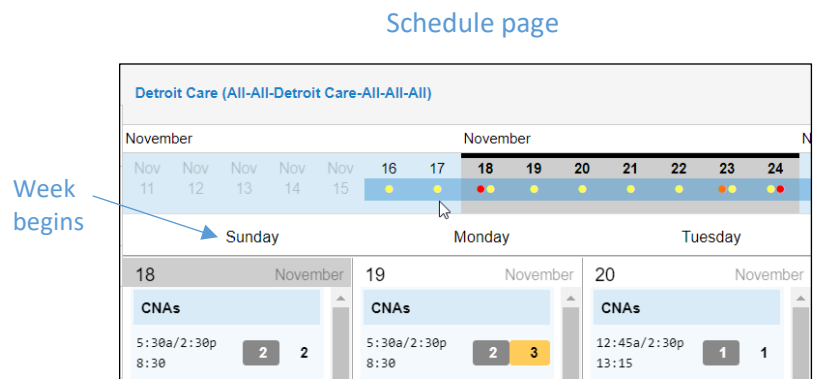 Schedule page
Detroit Care (All-All-Detroit Care-All-All-All)
November November N
Nov Nov Nov Nov Nov 16 17 18 19 20 21 22 23 24
11 12 13 14 15
Week
begins
Sunday Monday Tuesday
18 November 19 November 20 November
CNAs CNAs CNAs
5:30a/2:30p 2 2 5:30a/2:30p 2 3 12:45a/2:30p 1 1
8:30 8:30 13:15